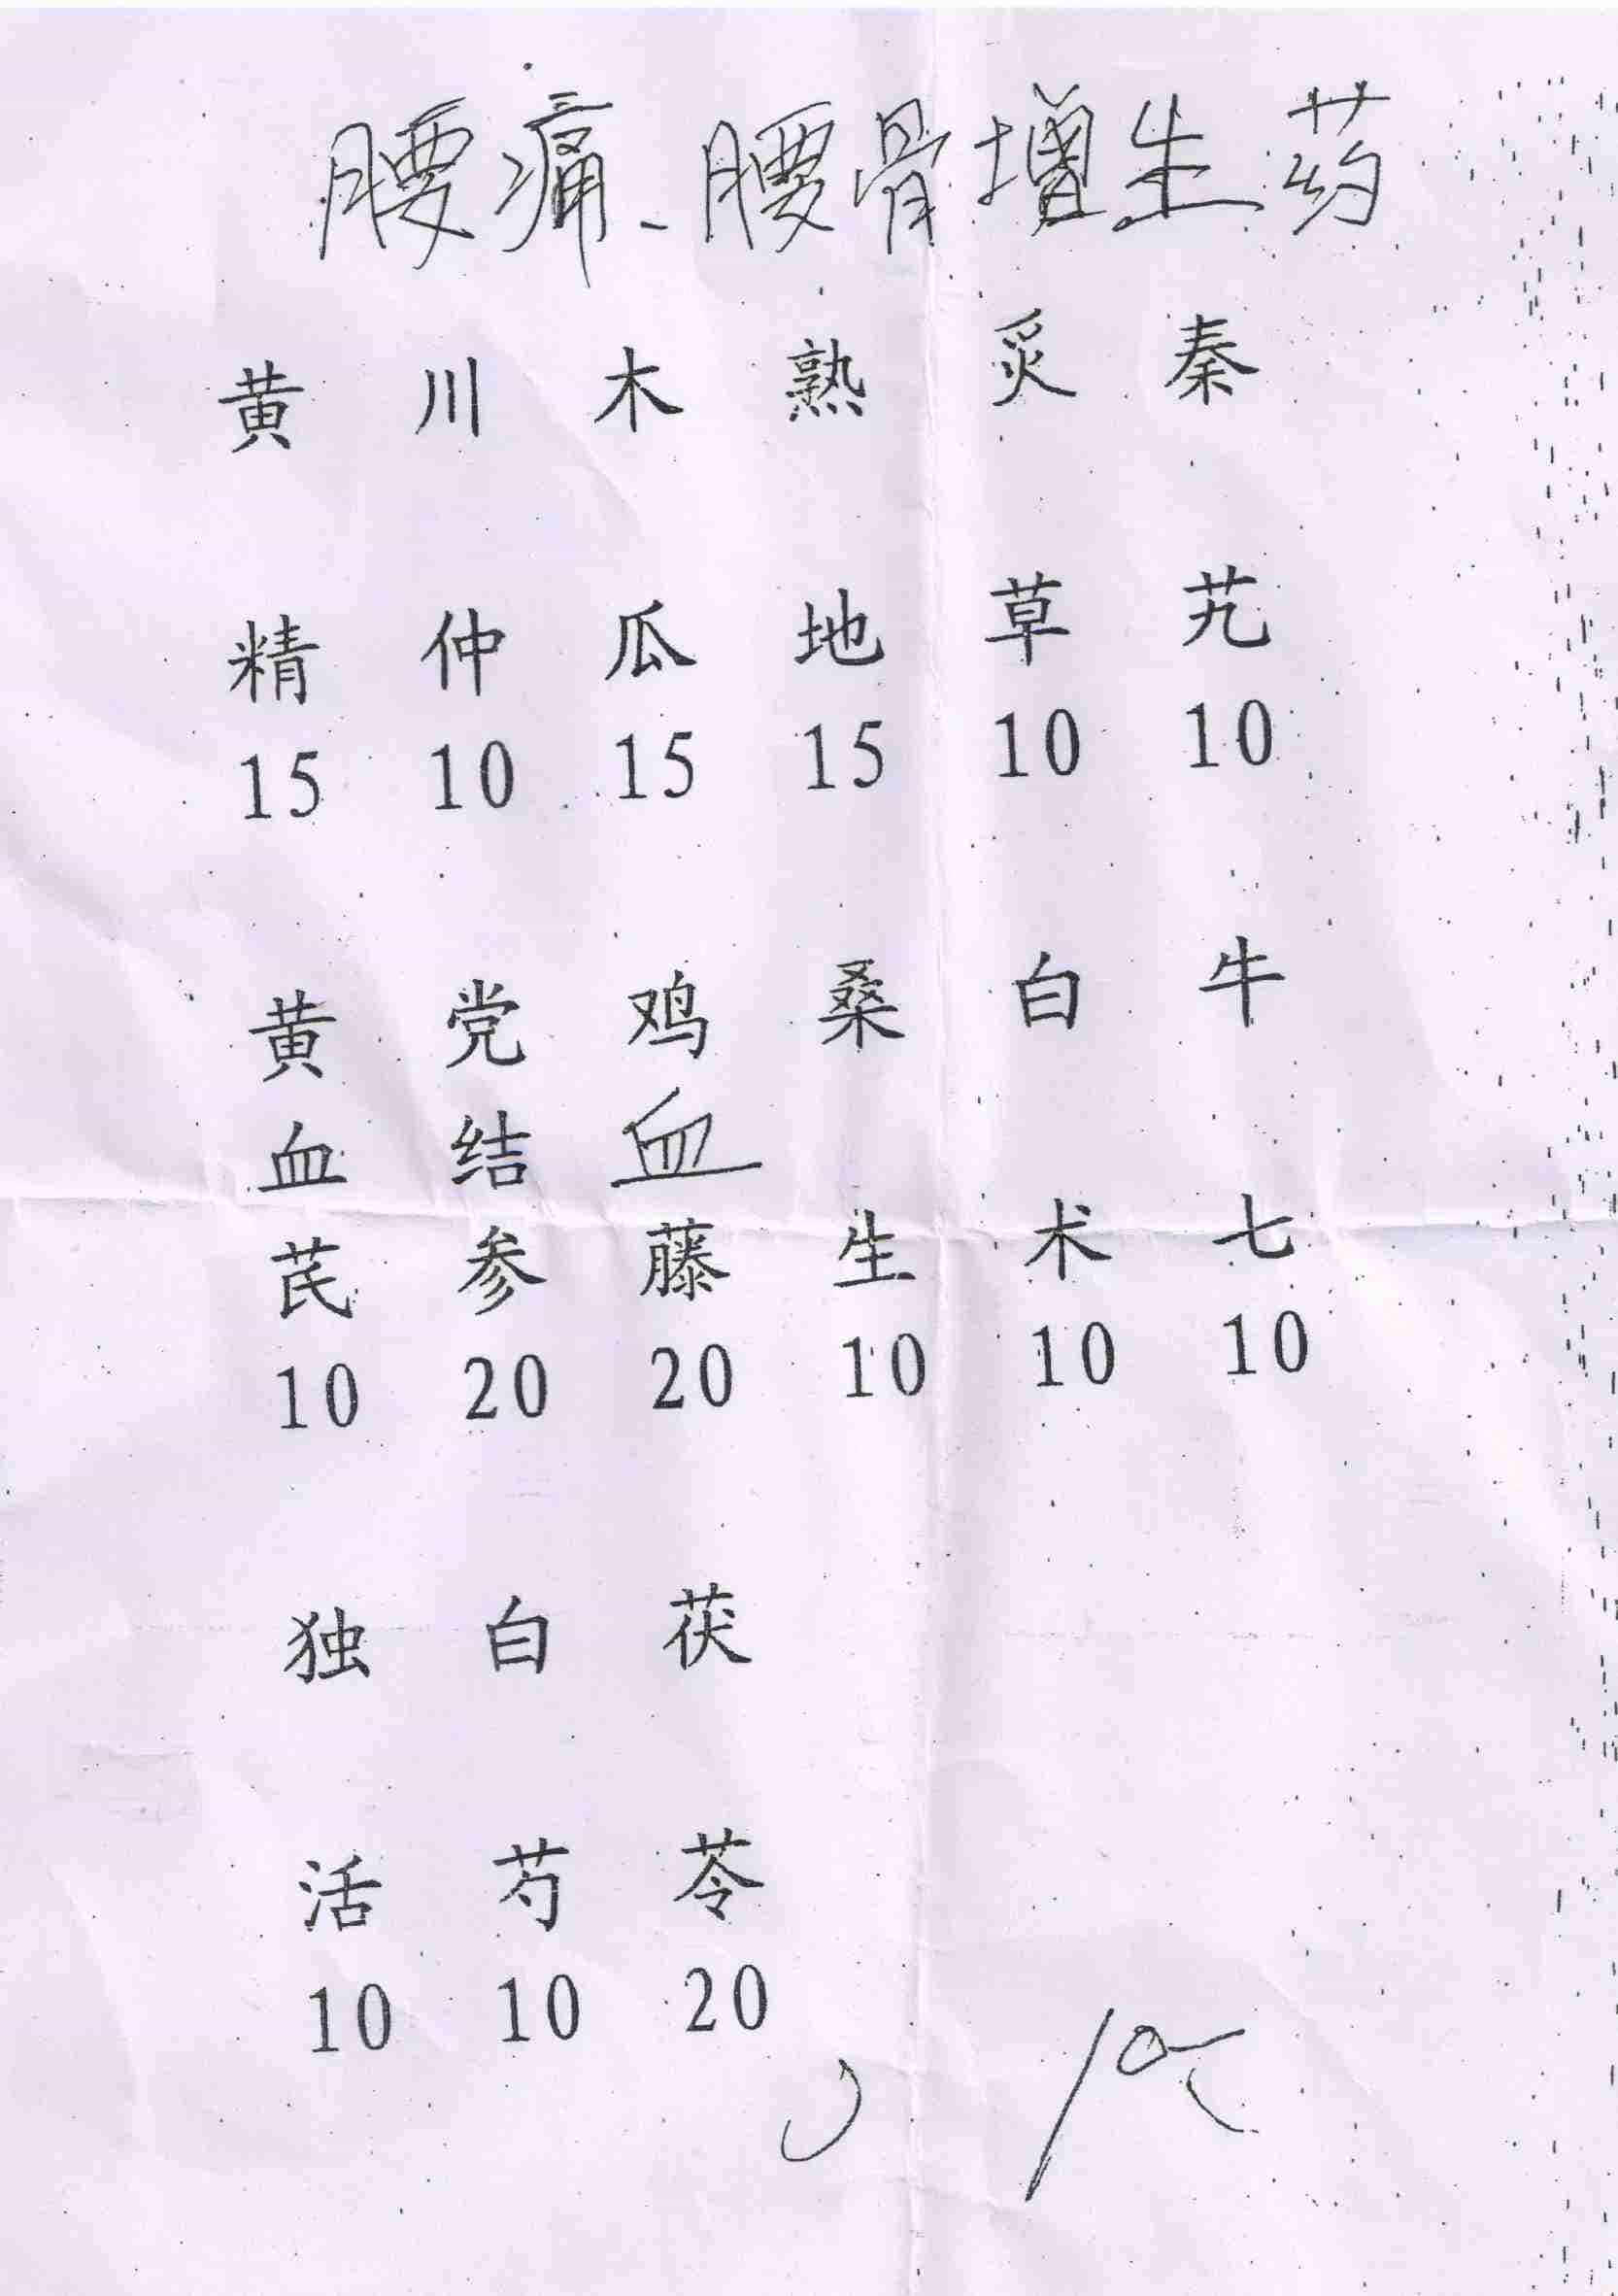 腰痛、腰骨增生药
黄 川 木 熟 炙 秦
精 仲 瓜 地 草 艽
15 10 15 15 10 10
黄 党 鸡 桑 白 牛
血 结 血
芪 参 藤 生 术 七
10 20 20 10 10 10
独 白 茯
活 芍 苓
10 10 20